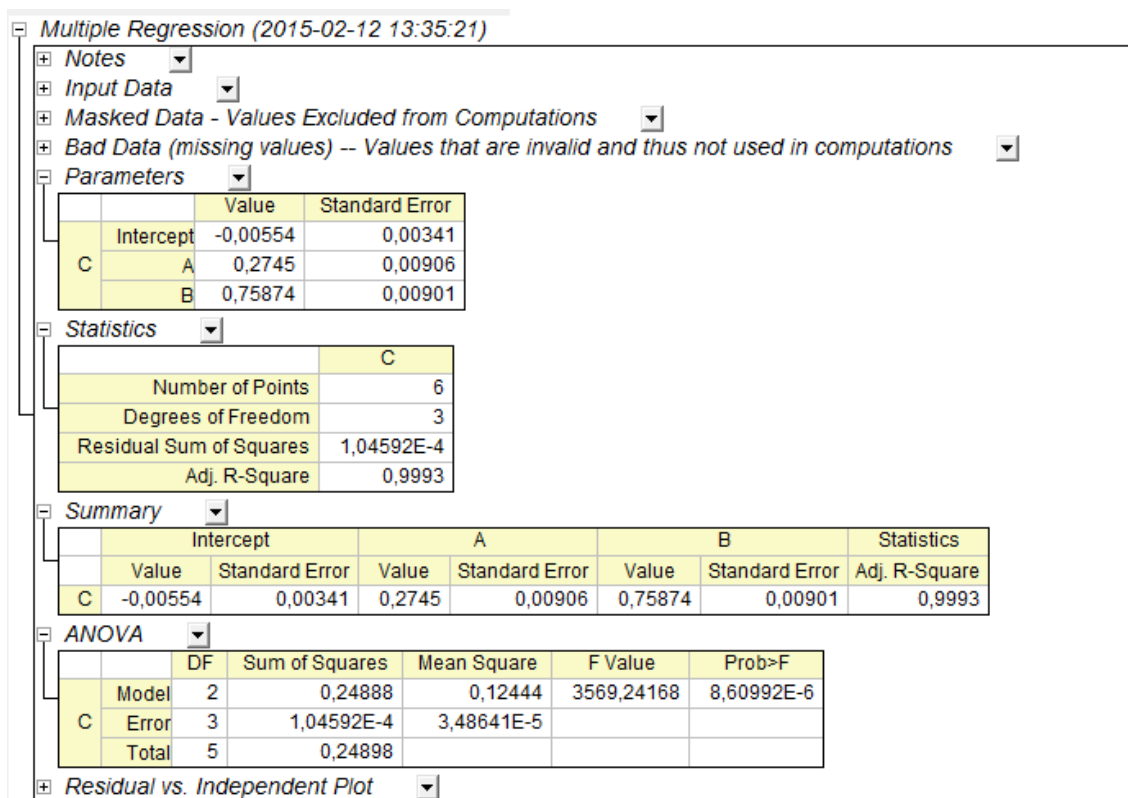 Multiple Regression (2015-02-12 13:35:21)
Notes
Input Data
Masked Data - Values Excluded from Computations
Bad Data (missing values) -- Values that are invalid and thus not used in computations
Parameters
Value Standard Error
Intercept -0,00554 0,00341
C A 0,2745 0,00906
B 0,75874 0,00901
Statistics
C
Number of Points 6
Degrees of Freedom 3
Residual Sum of Squares 1,04592E-4
Adj. R-Square 0,9993
Summary
Intercept A B Statistics
Value Standard Error Value Standard Error Value Standard Error Adj. R-Square
C -0,00554 0,00341 0,2745 0,00906 0,75874 0,00901 0,9993
ANOVA
DF Sum of Squares Mean Square F Value Prob>F
Model 2 0,24888 0,12444 3569,24168 8,60992E-6
C Error 3 1,04592E-4 3,48641E-5
Total 5 0,24898
Residual vs. Independent Plot